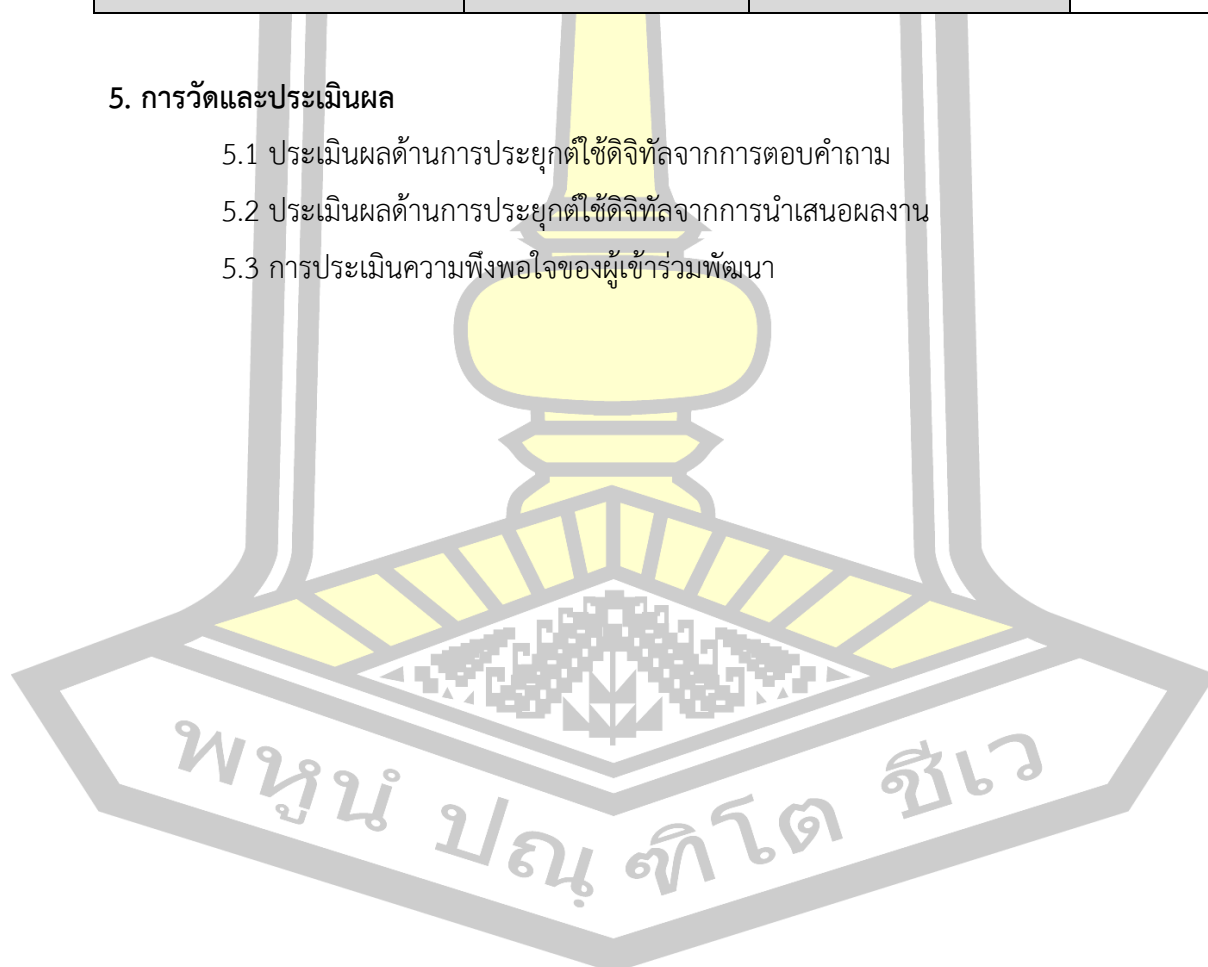 5. การวัดและประเมินผล
5.1 ประเมินผลด้านการประยุกต์ใช้ดิจิทัลจากการตอบคำถาม
5.2 ประเมินผลด้านการประยุกต์ใช้ดิจิทัลจากการนำเสนอผลงาน
5.3 การประเมินความพึงพอใจของผู้เข้าร่วมพัฒนา
พหูนํ ปณฺฑิโต ชีเว